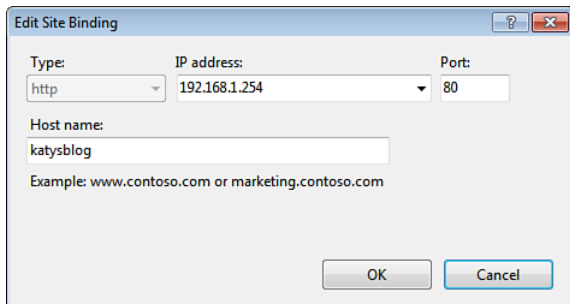 Edit Site Binding
Type: IP address: Port:
http 192.168.1.254 80
Host name:
katysblog
Example: www.contoso.com or marketing.contoso.com
OK Cancel